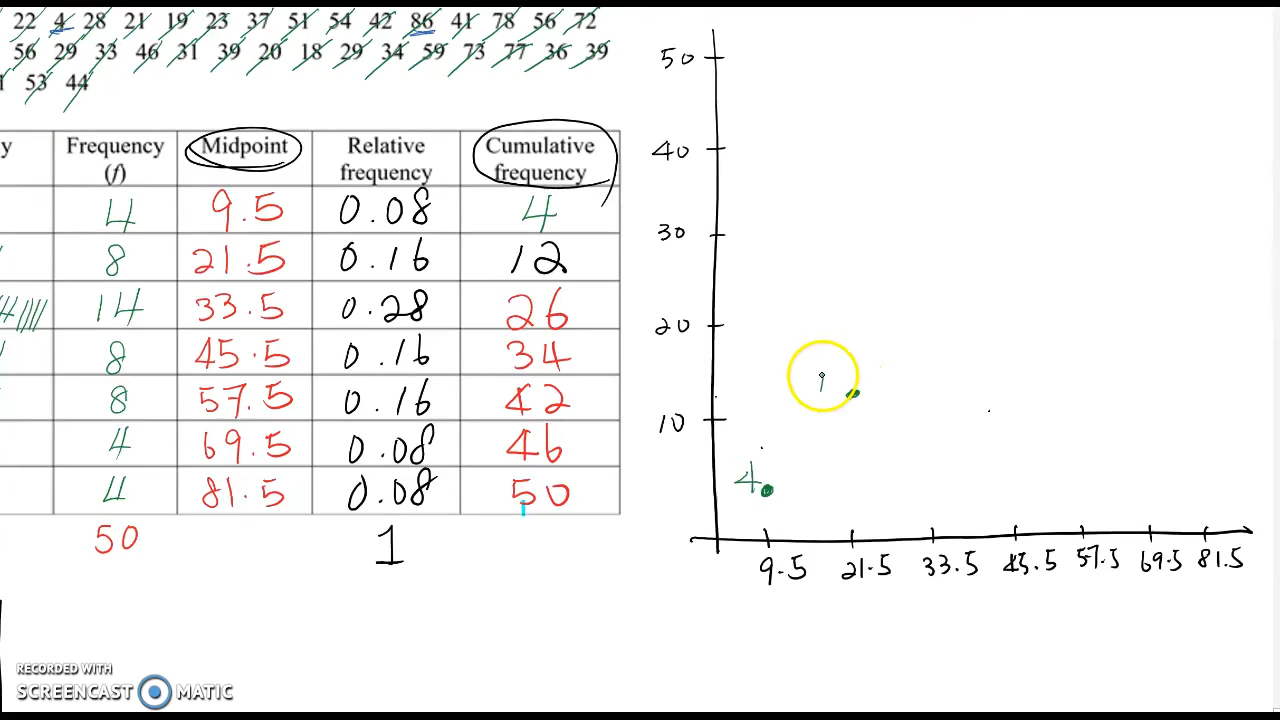 22 4 28 21 19 23 37 51 54 42 86 41 78 56 72
56 29 33 46 31 39 20 18 29 34 59 73 77 36 39
53 44
y Frequency (f) Midpoint Relative frequency Cumulative frequency
4 9.5 0.08 4
8 21.5 0.16 12
14 33.5 0.28 26
8 45.5 0.16 34
8 57.5 0.16 42
4 69.5 0.08 46
4 81.5 0.08 50
50 1
50
40
30
20
10
4
9.5 21.5 33.5 45.5 57.5 69.5 81.5
RECORDED WITH
SCREENCAST MATIC